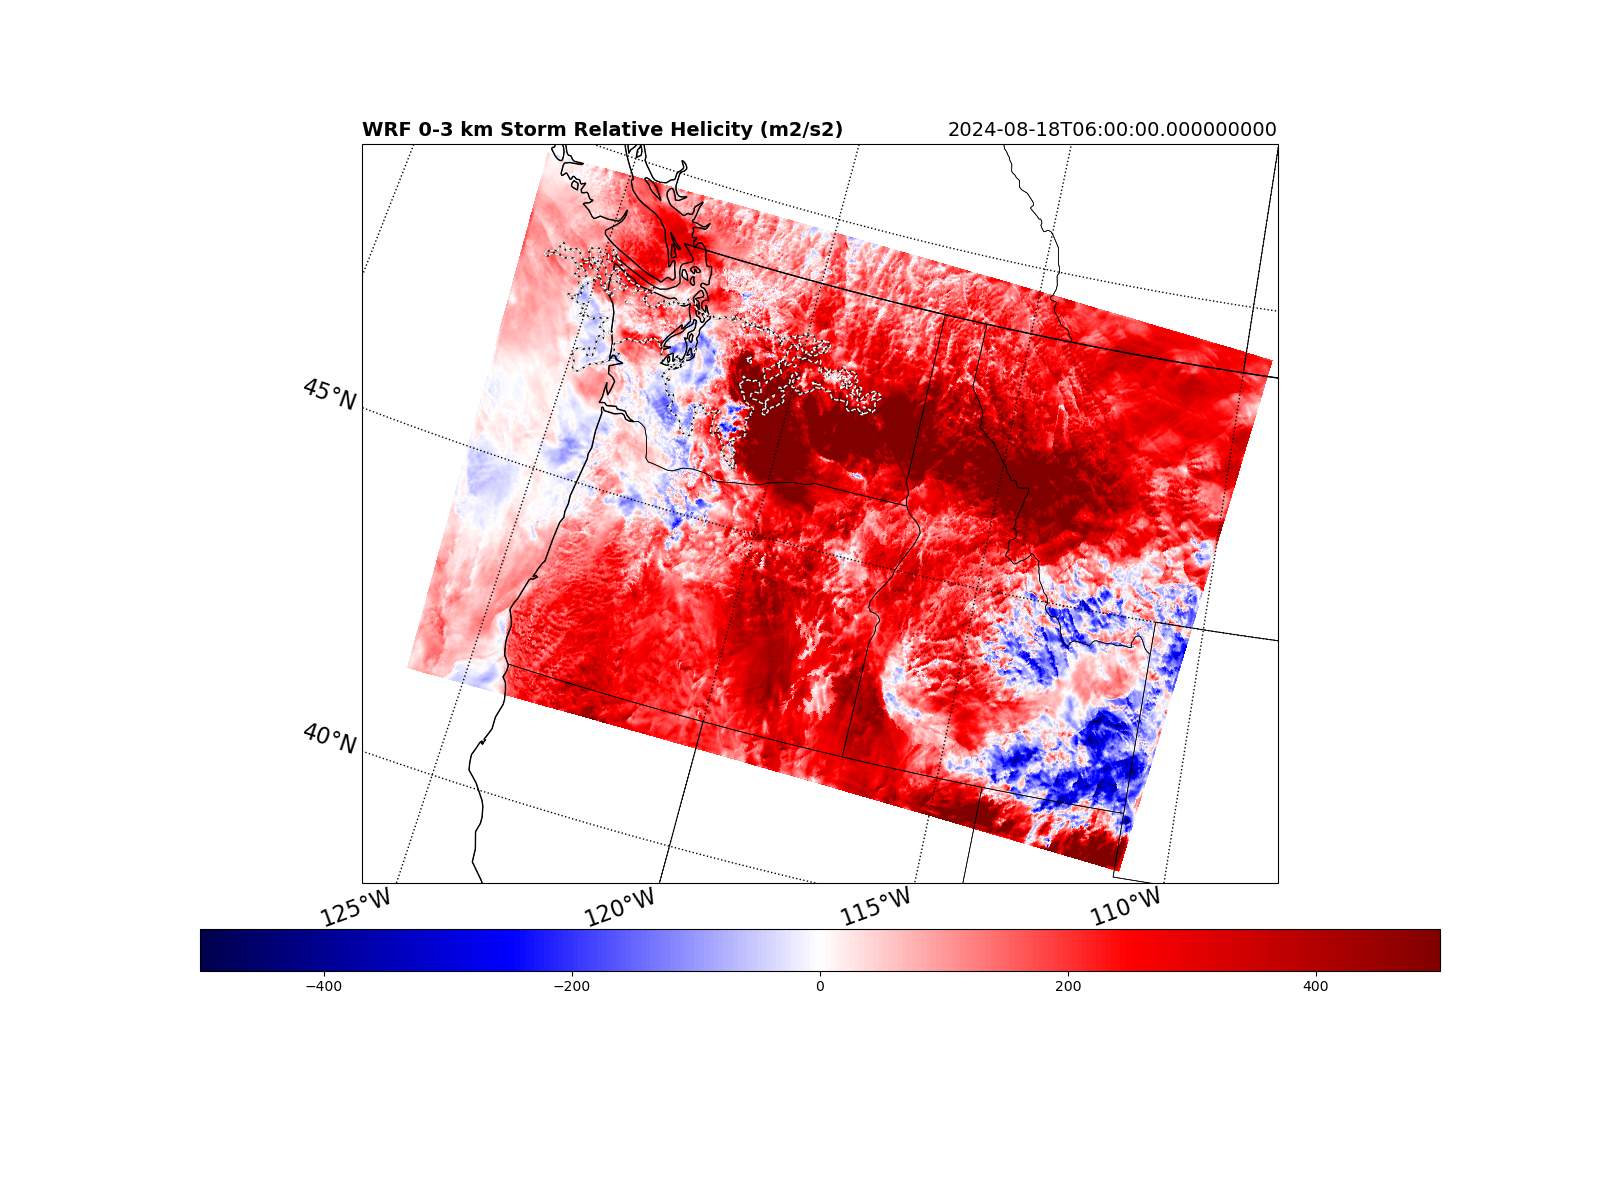 WRF 0-3 km Storm Relative Helicity (m2/s2) 2024-08-18T06:00:00.000000000
45°N
40°N
125°W 120°W 115°W 110°W
−400 −200 0 200 400